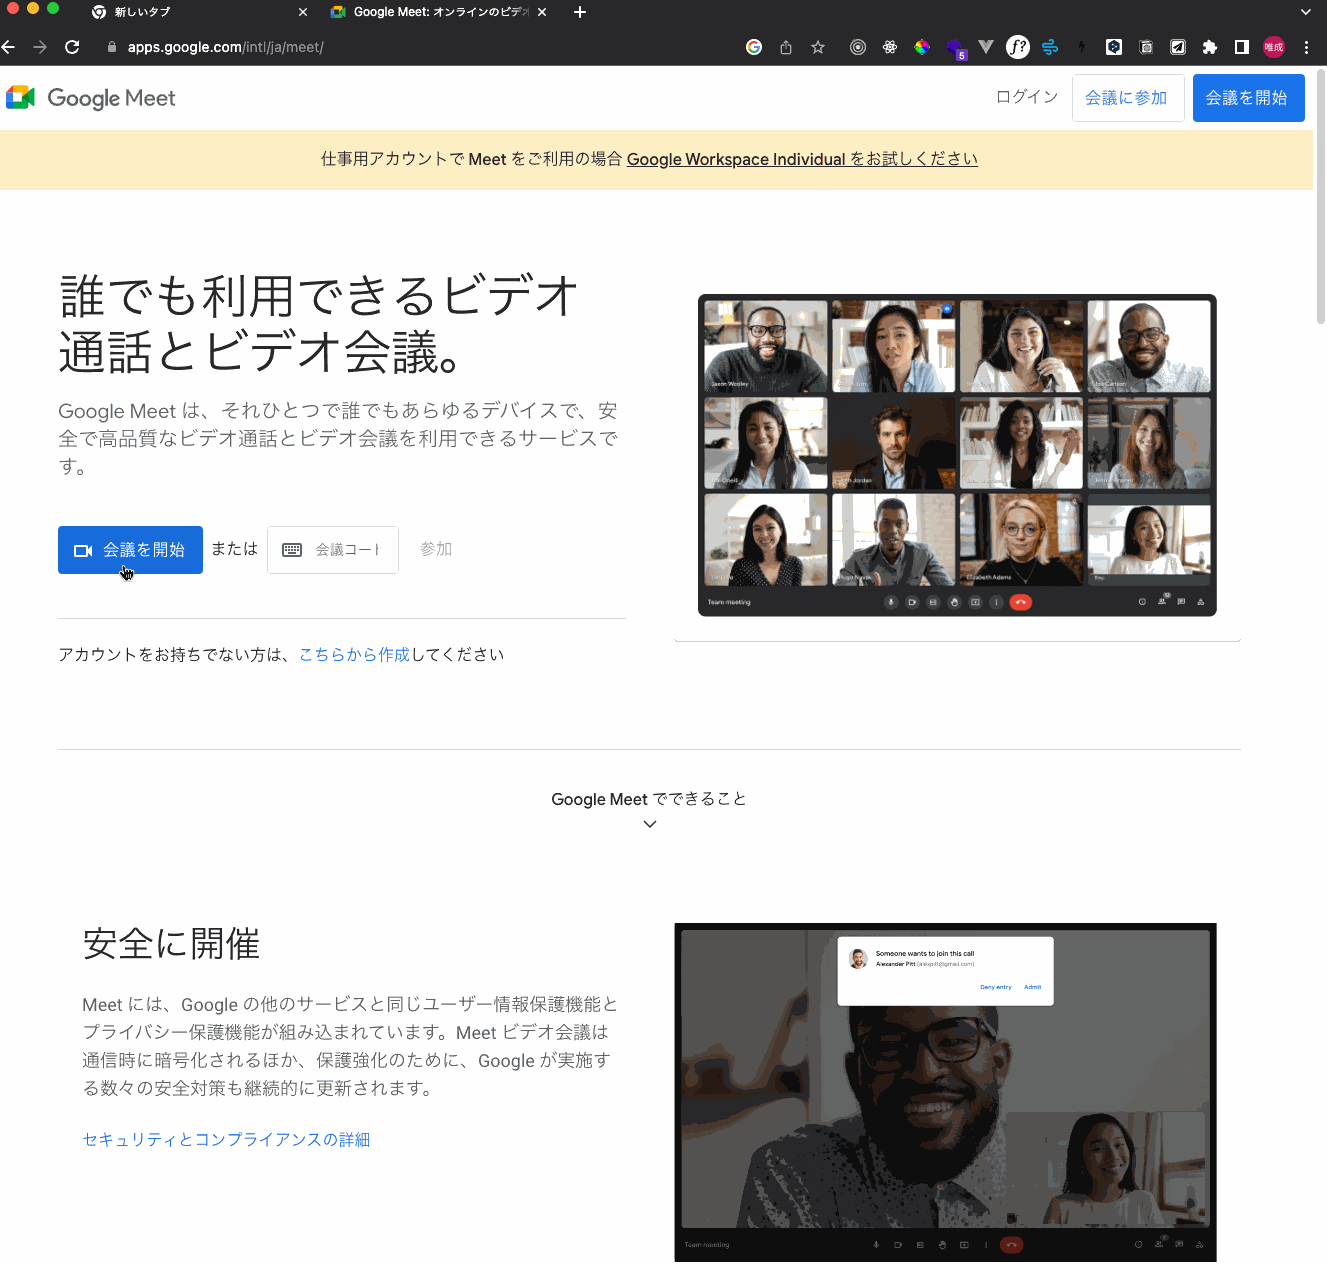 新しいタブ
Google Meet: オンラインのビデオ
apps.google.com/intl/ja/meet/
5
f?
唯成
Google Meet
ログイン
会議に参加
会議を開始
仕事用アカウントで Meet をご利用の場合 Google Workspace Individual をお試しください
誰でも利用できるビデオ
通話とビデオ会議。
Google Meet は、それひとつで誰でもあらゆるデバイスで、安
全で高品質なビデオ通話とビデオ会議を利用できるサービスで
す。
会議を開始
または
会議コード
参加
アカウントをお持ちでない方は、こちらから作成してください
Jason Wooley
Elizabeth Adams
You
Team meeting
Google Meet でできること
安全に開催
Meet には、Google の他のサービスと同じユーザー情報保護機能と
プライバシー保護機能が組み込まれています。Meet ビデオ会議は
通信時に暗号化されるほか、保護強化のために、Google が実施す
る数々の安全対策も継続的に更新されます。
セキュリティとコンプライアンスの詳細
Someone wants to join this call
Alexander Pitt (alexpitt@gmail.com)
Deny entry
Admit
Team meeting